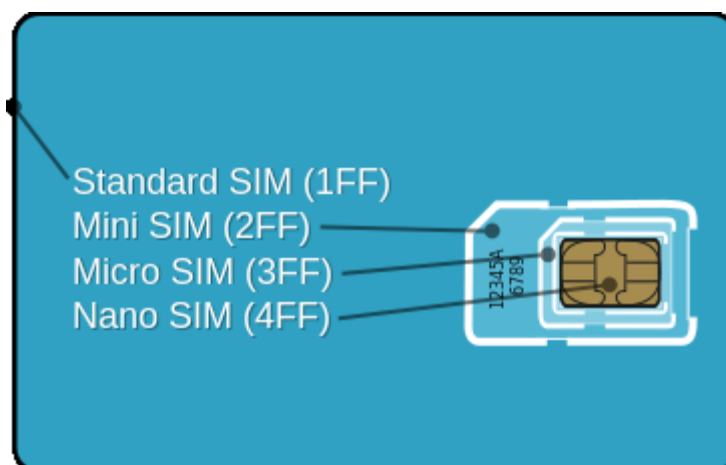 Standard SIM (1FF)
Mini SIM (2FF)
Micro SIM (3FF)
Nano SIM (4FF)
12345A
6789